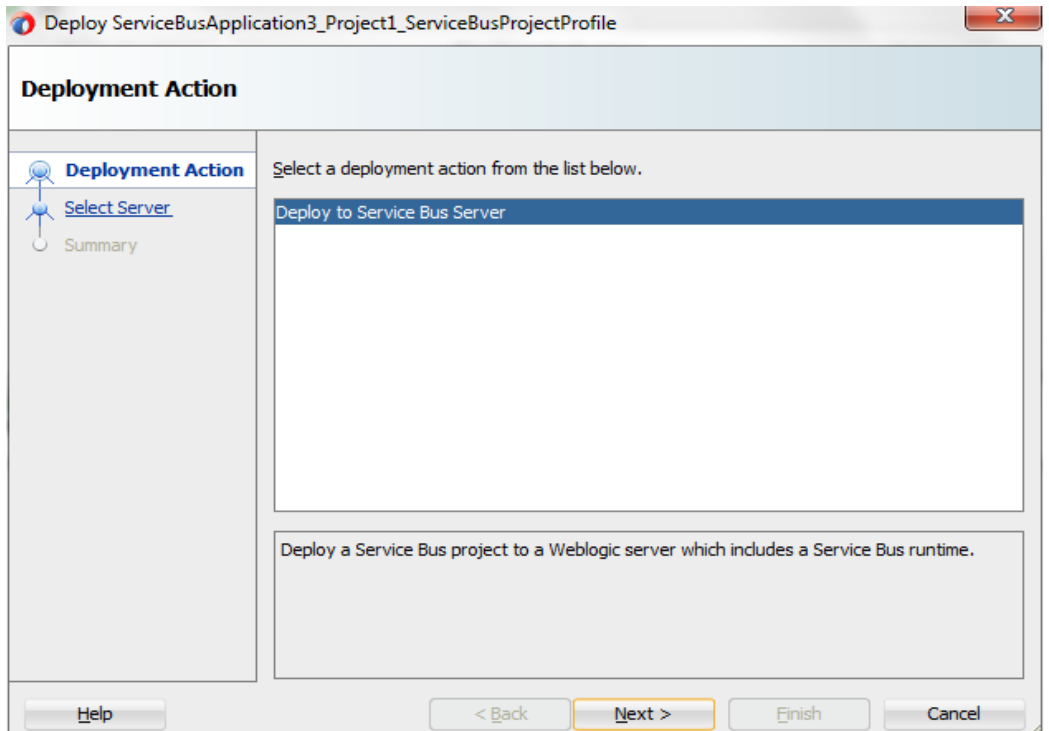 Deploy ServiceBusApplication3_Project1_ServiceBusProjectProfile
x
Deployment Action
Deployment Action
Select Server
Summary
Select a deployment action from the list below.
Deploy to Service Bus Server
Deploy a Service Bus project to a Weblogic server which includes a Service Bus runtime.
Help
< Back
Next >
Finish
Cancel